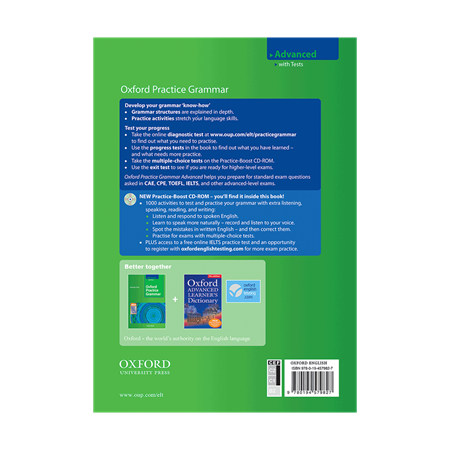 ▸ Advanced
▸ with Tests
Oxford Practice Grammar
Develop your grammar 'know-how'
• Grammar structures are explained in depth.
• Practice activities stretch your language skills.
Test your progress
• Take the online diagnostic test at www.oup.com/elt/practicegrammar
to find out what you need to practise.
• Use the progress tests in the book to find out what you have learned –
and what needs more practice.
• Take the multiple-choice tests on the Practice-Boost CD-ROM.
• Use the exit test to see if you are ready for higher-level exams.
Oxford Practice Grammar Advanced helps you prepare for standard exam questions
asked in CAE, CPE, TOEFL, IELTS, and other advanced-level exams.
NEW Practice-Boost CD-ROM – you'll find it inside this book!
• 1000 activities to test and practise your grammar with extra listening,
speaking, reading and writing:
▸ Listen and respond to spoken English.
▸ Learn to speak more naturally – record and listen to your voice.
▸ Spot the mistakes in written English – and then correct them.
▸ Practise for exams with multiple-choice tests.
• PLUS access to a free online IELTS practice test and an opportunity
to register with oxfordenglishtesting.com for more exam practice.
Better together
Oxford
Practice
Grammar
+
Oxford
ADVANCED
LEARNER'S
Dictionary
oxford
english
testing
.com
Oxford – the world's authority on the English language
OXFORD
UNIVERSITY PRESS
www.oup.com/elt
CEF
OXFORD ENGLISH
ISBN 978-0-19-457982-7
9 780194 579827